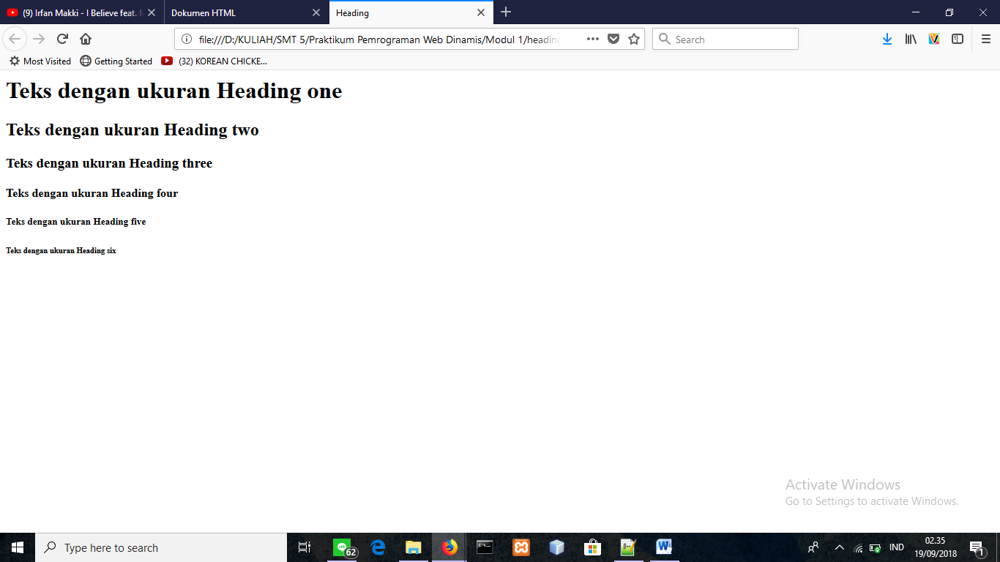 (9) Irfan Makki - I Believe feat.
Dokumen HTML
Heading
file:///D:/KULIAH/SMT 5/Praktikum Pemrograman Web Dinamis/Modul 1/heading
Search
Most Visited
Getting Started
(32) KOREAN CHICKE...
Teks dengan ukuran Heading one
Teks dengan ukuran Heading two
Teks dengan ukuran Heading three
Teks dengan ukuran Heading four
Teks dengan ukuran Heading five
Teks dengan ukuran Heading six
Activate Windows
Go to Settings to activate Windows.
Type here to search
62
IND
02.35
19/09/2018
1